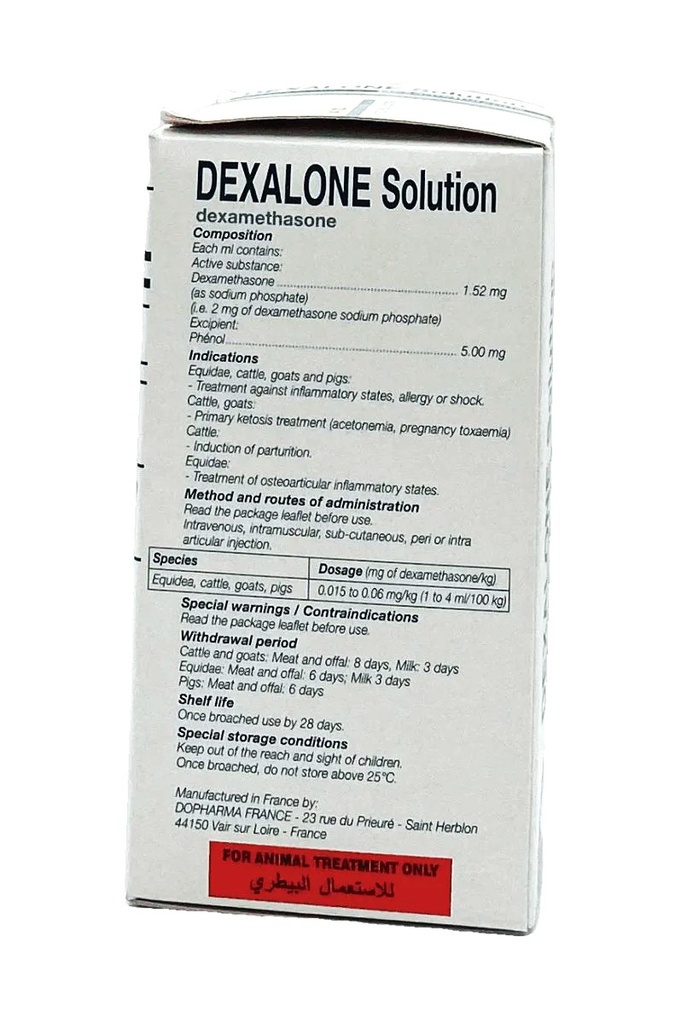 DEXALONE Solution
dexamethasone
Composition
Each ml contains:
Active substance:
Dexamethasone ........................................ 1.52 mg
(as sodium phosphate)
(i.e. 2 mg of dexamethasone sodium phosphate)
Excipient:
Phénol.................................................... 5.00 mg
Indications
Equidae, cattle, goats and pigs:
- Treatment against inflammatory states, allergy or shock.
Cattle, goats:
- Primary ketosis treatment (acetonemia, pregnancy toxaemia)
Cattle:
- Induction of parturition.
Equidae:
- Treatment of osteoarticular inflammatory states.
Method and routes of administration
Read the package leaflet before use.
Intravenous, intramuscular, sub-cutaneous, peri or intra
articular injection.
Species Dosage (mg of dexamethasone/kg)
Equidea, cattle, goats, pigs 0.015 to 0.06 mg/kg (1 to 4 ml/100 kg)
Special warnings / Contraindications
Read the package leaflet before use.
Withdrawal period
Cattle and goats: Meat and offal: 8 days, Milk: 3 days
Equidae: Meat and offal: 6 days; Milk 3 days
Pigs: Meat and offal: 6 days
Shelf life
Once broached use by 28 days.
Special storage conditions
Keep out of the reach and sight of children.
Once broached, do not store above 25°C.
Manufactured in France by:
DOPHARMA FRANCE - 23 rue du Prieuré - Saint Herblon
44150 Vair sur Loire - France
FOR ANIMAL TREATMENT ONLY
للاستعمال البيطري